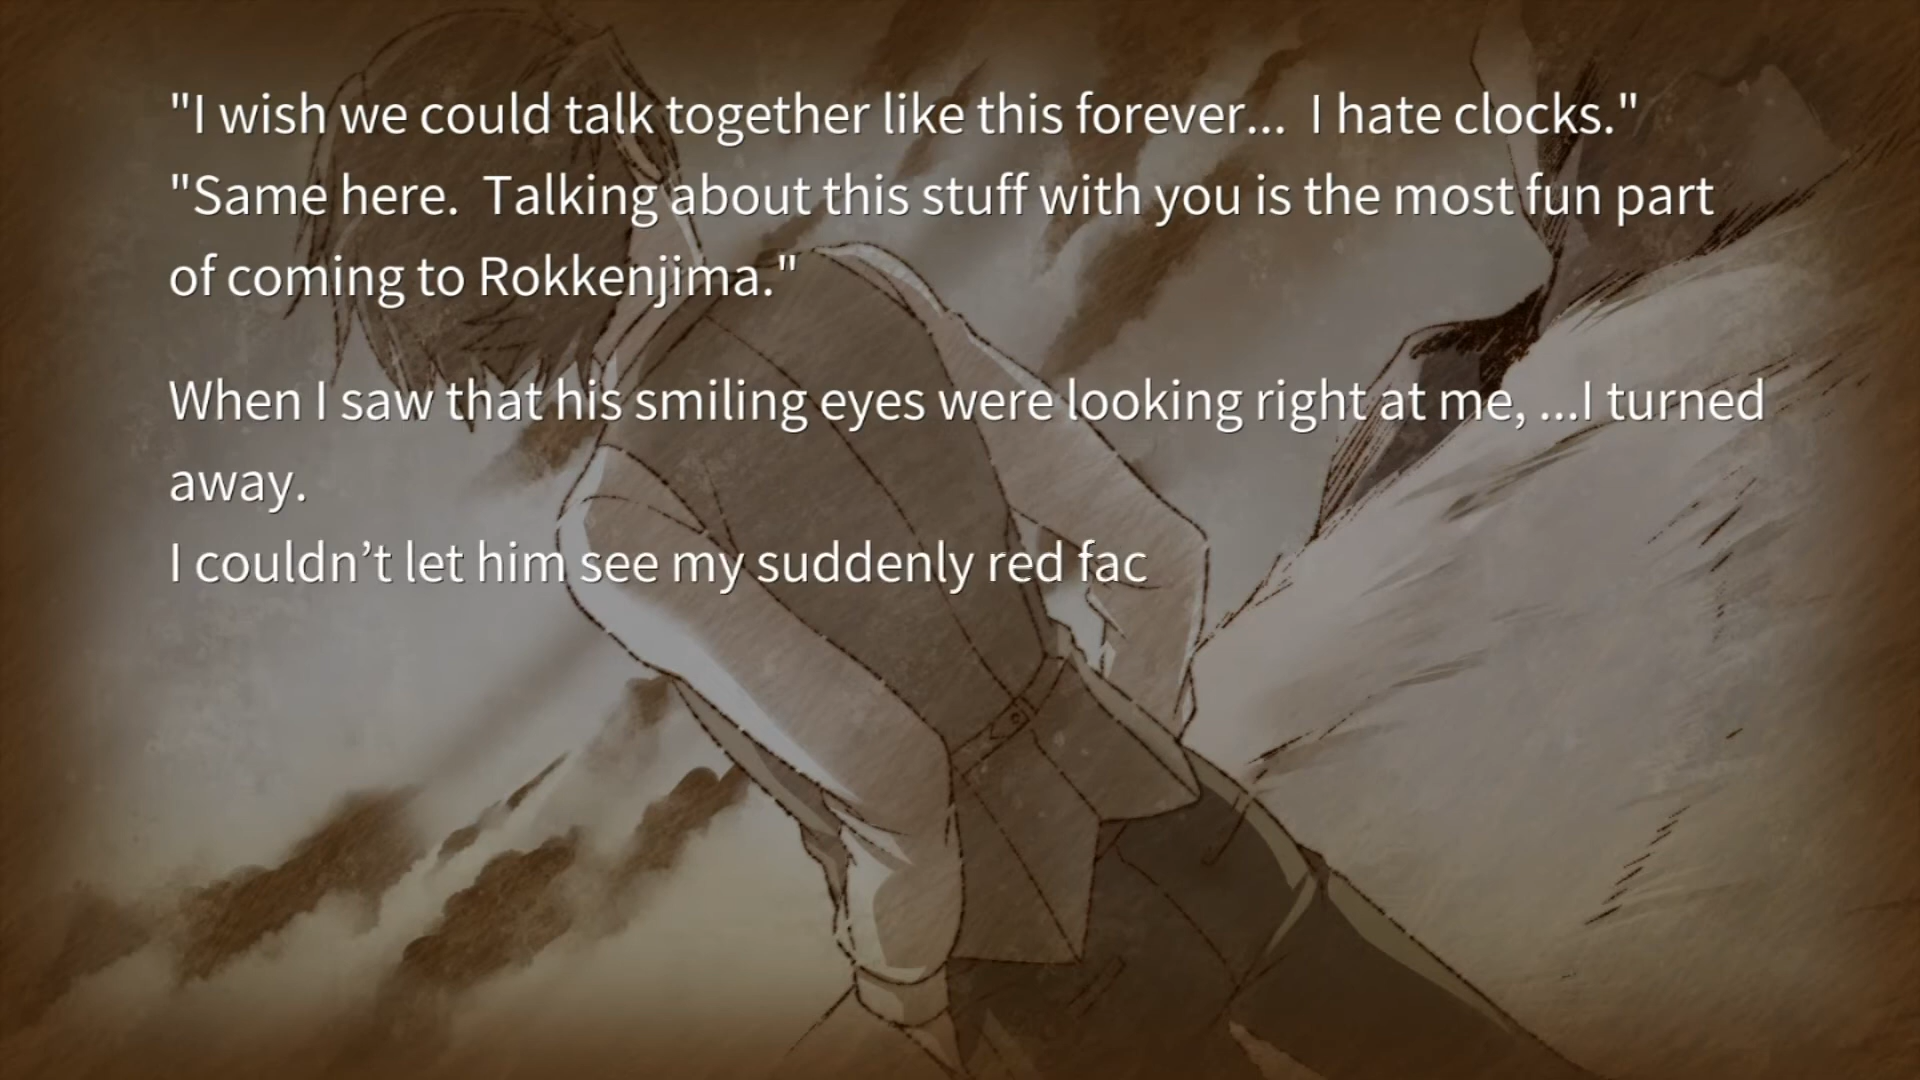 "I wish we could talk together like this forever...  I hate clocks."
"Same here.  Talking about this stuff with you is the most fun part
of coming to Rokkenjima."
When I saw that his smiling eyes were looking right at me, ...I turned
away.
I couldn’t let him see my suddenly red fac